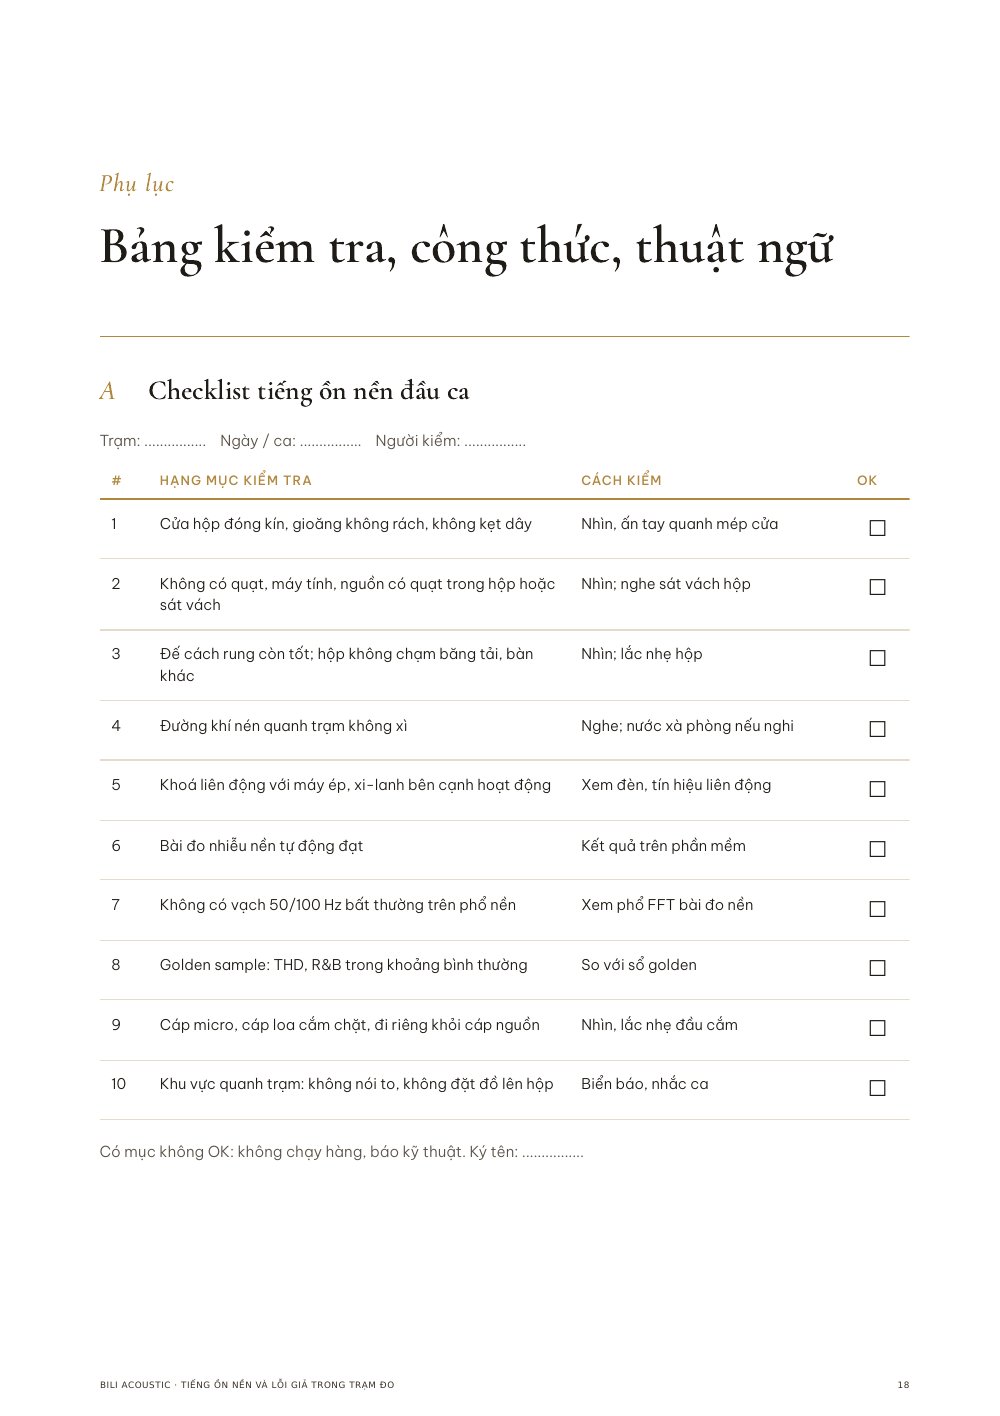 Phụ lục
Bảng kiểm tra, công thức, thuật ngữ
A Checklist tiếng ồn nền đầu ca
Trạm: ................ Ngày / ca: ................ Người kiểm: ................
# HẠNG MỤC KIỂM TRA CÁCH KIỂM OK
1 Cửa hộp đóng kín, gioăng không rách, không kẹt dây Nhìn, ấn tay quanh mép cửa ☐
2 Không có quạt, máy tính, nguồn có quạt trong hộp hoặc Nhìn; nghe sát vách hộp ☐
sát vách
3 Đế cách rung còn tốt; hộp không chạm băng tải, bàn Nhìn; lắc nhẹ hộp ☐
khác
4 Đường khí nén quanh trạm không xì Nghe; nước xà phòng nếu nghi ☐
5 Khoá liên động với máy ép, xi-lanh bên cạnh hoạt động Xem đèn, tín hiệu liên động ☐
6 Bài đo nhiễu nền tự động đạt Kết quả trên phần mềm ☐
7 Không có vạch 50/100 Hz bất thường trên phổ nền Xem phổ FFT bài đo nền ☐
8 Golden sample: THD, R&B trong khoảng bình thường So với sổ golden ☐
9 Cáp micro, cáp loa cắm chặt, đi riêng khỏi cáp nguồn Nhìn, lắc nhẹ đầu cắm ☐
10 Khu vực quanh trạm: không nói to, không đặt đồ lên hộp Biển báo, nhắc ca ☐
Có mục không OK: không chạy hàng, báo kỹ thuật. Ký tên: ................
BILI ACOUSTIC · TIẾNG ỒN NỀN VÀ LỖI GIẢ TRONG TRẠM ĐO 18